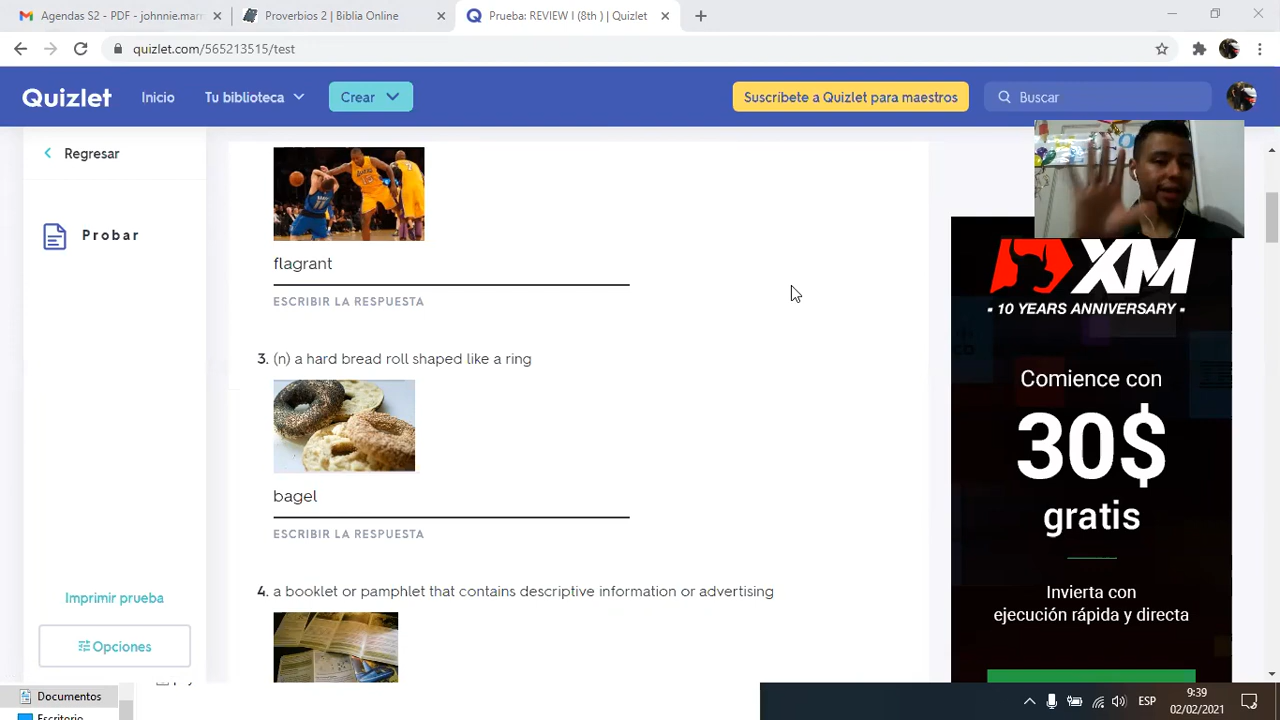 Agendas S2 - PDF - johnnie.marr
Proverbios 2 | Biblia Online
Prueba: REVIEW I (8th ) | Quizlet
quizlet.com/565213515/test
Quizlet
Inicio
Tu biblioteca
Crear
Suscríbete a Quizlet para maestros
Buscar
Regresar
Probar
flagrant
ESCRIBIR LA RESPUESTA
3. (n) a hard bread roll shaped like a ring
bagel
ESCRIBIR LA RESPUESTA
4. a booklet or pamphlet that contains descriptive information or advertising
Imprimir prueba
Opciones
XM
- 10 YEARS ANNIVERSARY -
Comience con
30$
gratis
Invierta con
ejecución rápida y directa
Documentos
Escritorio
ESP
9:39
02/02/2021